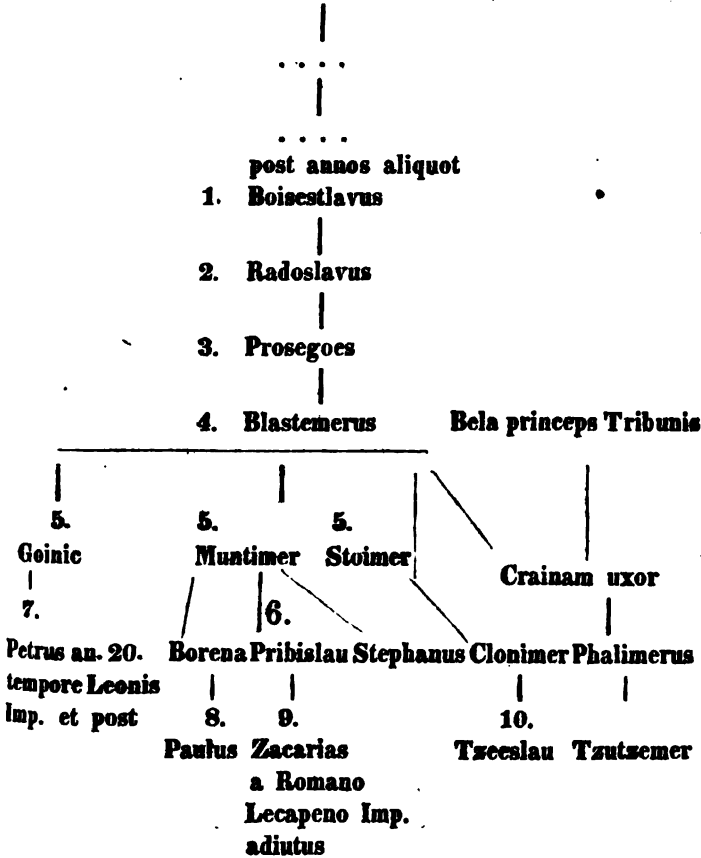 . . . .
. . . .
post annos aliquot
1. Boisestlavus
2. Radoslavus
3. Prosegoes
4. Blastemerus Bela princeps Tribunis
5. 5. 5.
Goinic Muntimer Stoimer
Crainam uxor
7. 6.
Petrus an. 20. Borena Pribislau Stephanus Clonimer Phalimerus
tempore Leonis
Imp. et post 8. 9. 10.
Paulus Zacarias Tzeeslau Tzutzemer
a Romano
Lecapeno Imp.
adiutus